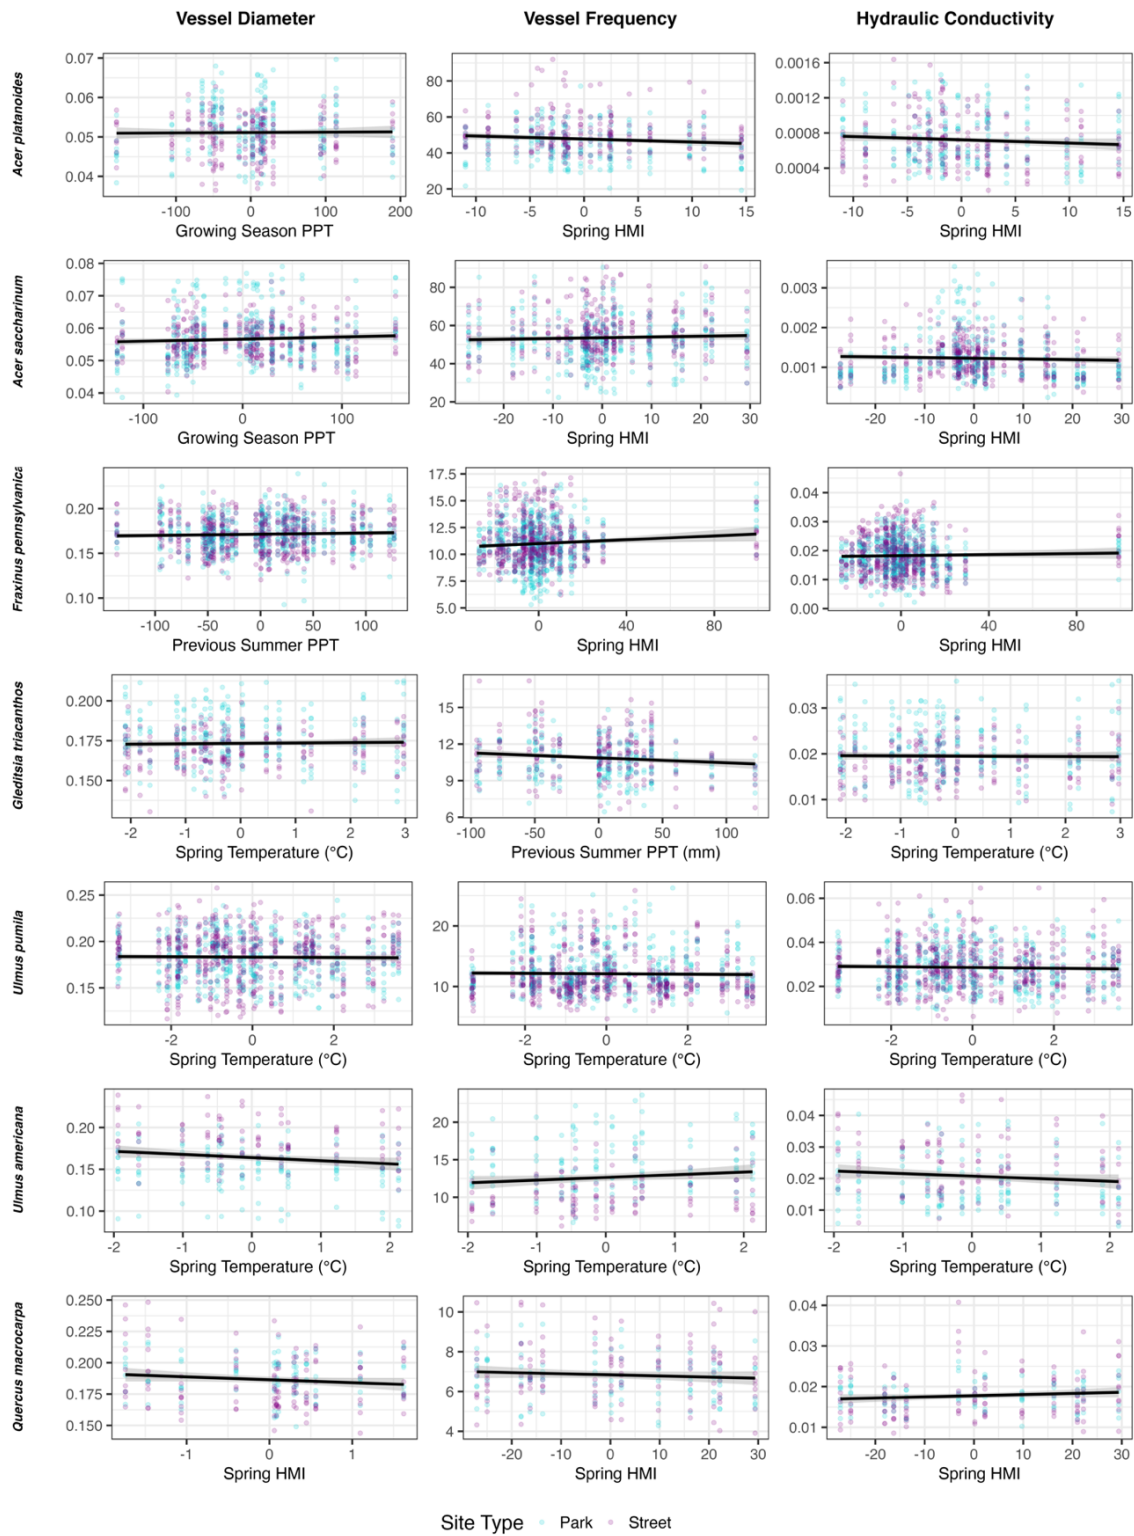 Vessel Diameter Vessel Frequency Hydraulic Conductivity
Acer platanoides
0.07 0.06 0.05 0.04
-100 0 100 200
Growing Season PPT
80 60 40 20
-10 -5 0 5 10 15
Spring HMI
0.0016 0.0012 0.0008 0.0004
-10 -5 0 5 10 15
Spring HMI
Acer saccharinum
0.08 0.07 0.06 0.05 0.04
-100 0 100
Growing Season PPT
80 60 40 20
-20 -10 0 10 20 30
Spring HMI
0.003 0.002 0.001
-20 -10 0 10 20 30
Spring HMI
Fraxinus pennsylvanica
0.20 0.15 0.10
-100 -50 0 50 100
Previous Summer PPT
17.5 15.0 12.5 10.0 7.5 5.0
0 40 80
Spring HMI
0.04 0.03 0.02 0.01 0.00
0 40 80
Spring HMI
Gleditsia triacanthos
0.200 0.175 0.150
-2 -1 0 1 2 3
Spring Temperature (°C)
15 12 9 6
-100 -50 0 50 100
Previous Summer PPT (mm)
0.03 0.02 0.01
-2 -1 0 1 2 3
Spring Temperature (°C)
Ulmus pumila
0.25 0.20 0.15
-2 0 2
Spring Temperature (°C)
20 10
-2 0 2
Spring Temperature (°C)
0.06 0.04 0.02
-2 0 2
Spring Temperature (°C)
Ulmus americana
0.20 0.15 0.10
-2 -1 0 1 2
Spring Temperature (°C)
20 15 10
-2 -1 0 1 2
Spring Temperature (°C)
0.04 0.03 0.02 0.01
-2 -1 0 1 2
Spring Temperature (°C)
Quercus macrocarpa
0.250 0.225 0.200 0.175 0.150
-1 0 1
Spring HMI
10 8 6 4
-20 -10 0 10 20 30
Spring HMI
0.04 0.03 0.02 0.01
-20 -10 0 10 20 30
Spring HMI
Site Type Park Street